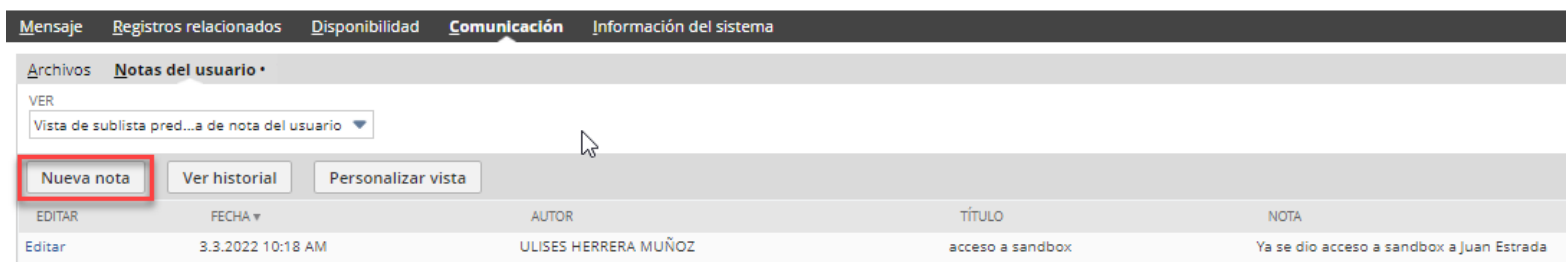 Mensaje Registros relacionados Disponibilidad Comunicación Información del sistema
Archivos Notas del usuario •
VER
Vista de sublista pred...a de nota del usuario
Nueva nota Ver historial Personalizar vista
EDITAR FECHA AUTOR TÍTULO NOTA
Editar 3.3.2022 10:18 AM ULISES HERRERA MUÑOZ acceso a sandbox Ya se dio acceso a sandbox a Juan Estrada